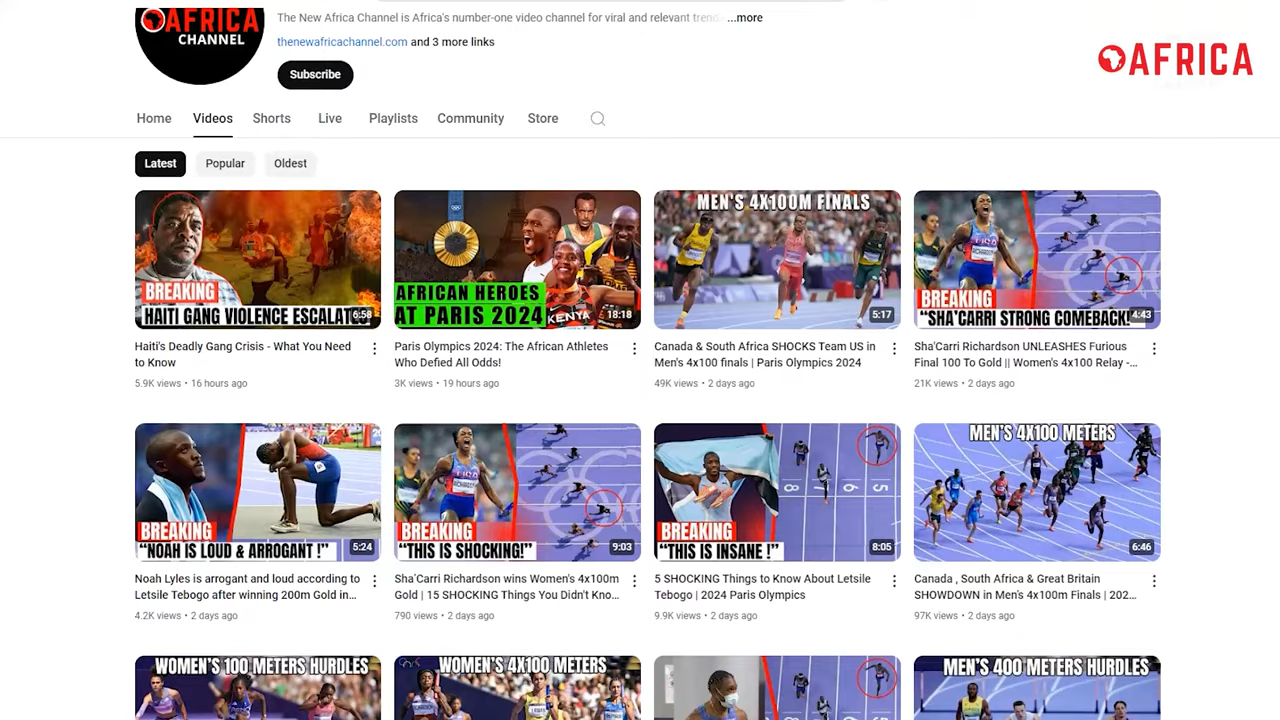 AFRICA
CHANNEL
The New Africa Channel is Africa's number-one video channel for viral and relevant trend
...more
thenewafricachannel.com and 3 more links
Subscribe
AFRICA
Home
Videos
Shorts
Live
Playlists
Community
Store
Latest
Popular
Oldest
BREAKING
HAITI GANG VIOLENCE ESCALATES
6:58
AFRICAN HEROES
AT PARIS 2024
KENYA
18:18
MEN'S 4X100M FINALS
5:17
BREAKING
"SHA'CARRI STRONG COMEBACK!"
4:43
Haiti's Deadly Gang Crisis - What You Need
to Know
5.9K views • 16 hours ago
Paris Olympics 2024: The African Athletes
Who Defied All Odds!
3K views • 19 hours ago
Canada & South Africa SHOCKS Team US in
Men's 4x100 finals | Paris Olympics 2024
49K views • 2 days ago
Sha'Carri Richardson UNLEASHES Furious
Final 100 To Gold || Women's 4x100 Relay -...
21K views • 2 days ago
BREAKING
"NOAH IS LOUD & ARROGANT !"
5:24
BREAKING
"THIS IS SHOCKING!"
9:03
BREAKING
"THIS IS INSANE !"
8 6 5
8:05
MEN'S 4X100 METERS
6:46
Noah Lyles is arrogant and loud according to
Letsile Tebogo after winning 200m Gold in...
4.2K views • 2 days ago
Sha'Carri Richardson wins Women's 4x100m
Gold | 15 SHOCKING Things You Didn't Kno...
790 views • 2 days ago
5 SHOCKING Things to Know About Letsile
Tebogo | 2024 Paris Olympics
9.9K views • 2 days ago
Canada , South Africa & Great Britain
SHOWDOWN in Men's 4x100m Finals | 202...
97K views • 2 days ago
WOMEN'S 100 METERS HURDLES
WOMEN'S 4X100 METERS
MEN'S 400 METERS HURDLES